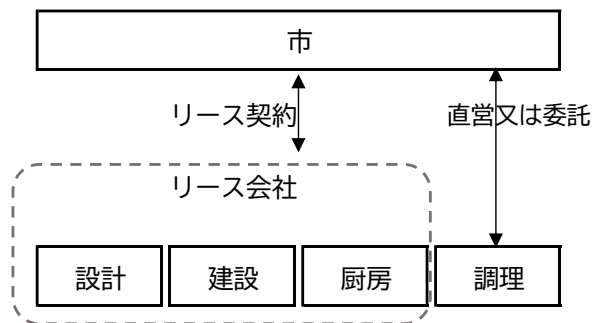 市
リース契約
直営又は委託
リース会社
設計
建設
厨房
調理